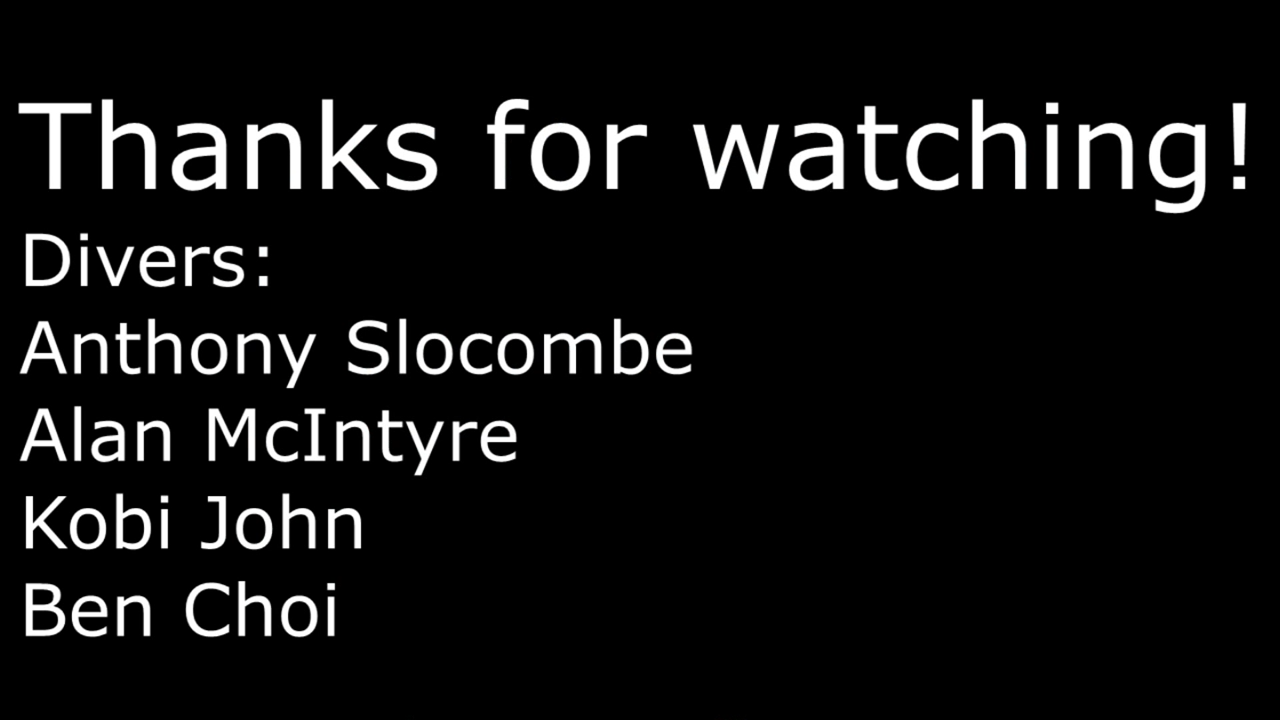 Thanks for watching!
Divers:
Anthony Slocombe
Alan McIntyre
Kobi John
Ben Choi